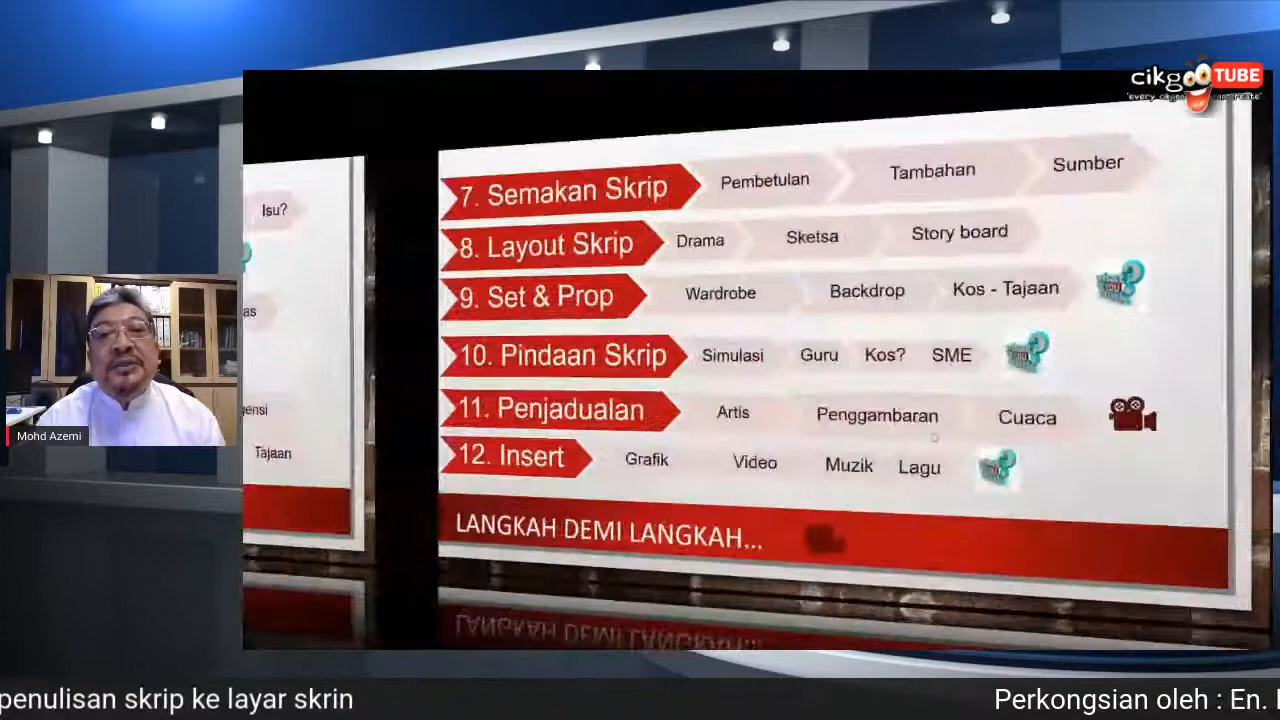 cikgooTUBE
7. Semakan Skrip Pembetulan Tambahan Sumber
8. Layout Skrip Drama Sketsa Story board
9. Set & Prop Wardrobe Backdrop Kos - Tajaan
10. Pindaan Skrip Simulasi Guru Kos? SME
11. Penjadualan Artis Penggambaran Cuaca
12. Insert Grafik Video Muzik Lagu
LANGKAH DEMI LANGKAH...
Isu?
as
Tajaan
Mohd Azemi
penulisan skrip ke layar skrin
Perkongsian oleh : En.